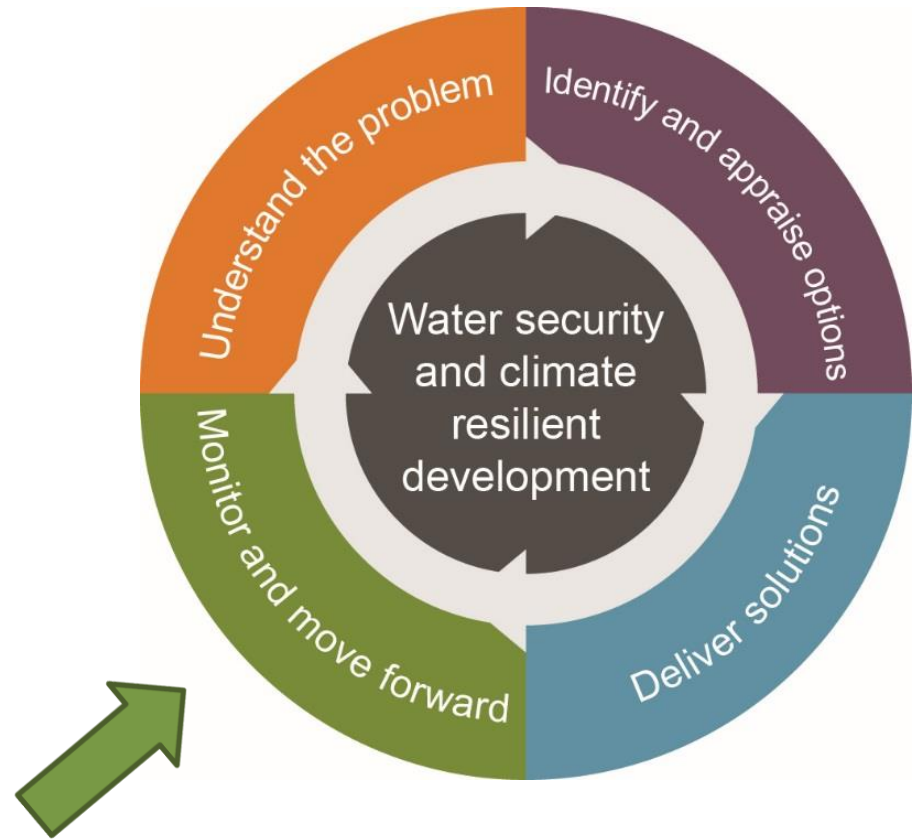 Understand the problem
Identify and appraise options
Deliver solutions
Monitor and move forward
Water security
and climate
resilient
development